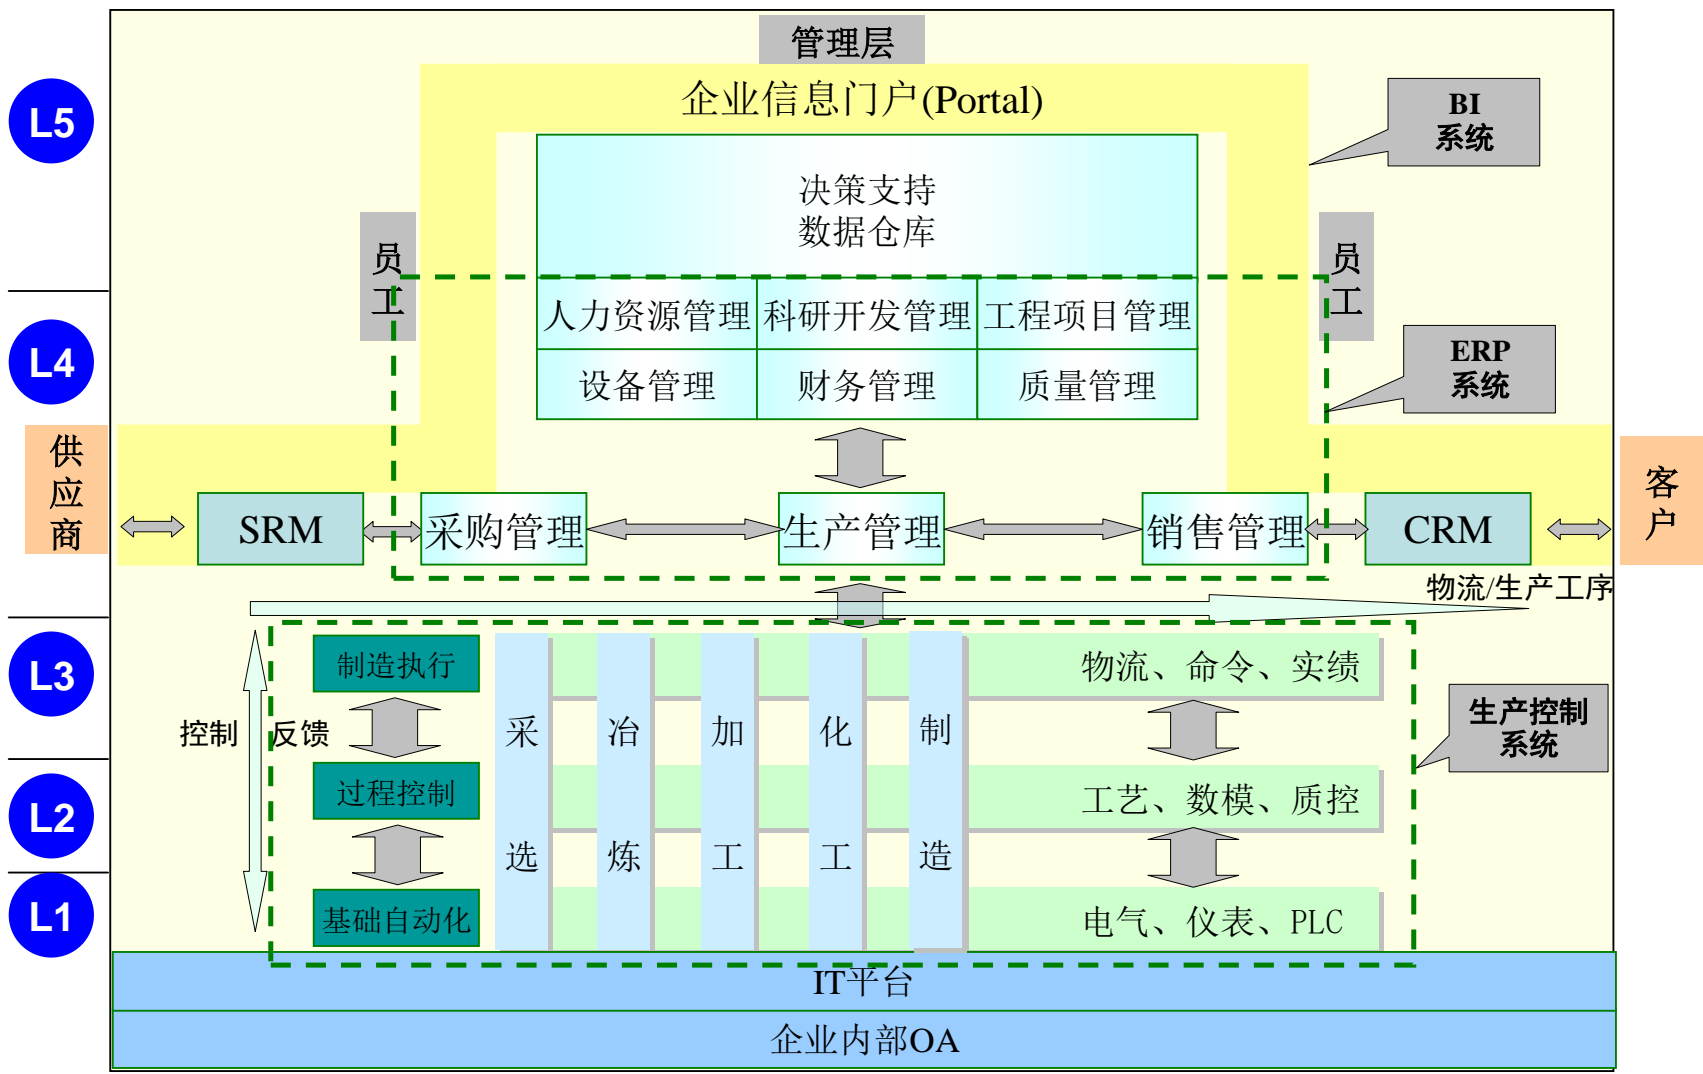 管理层
企业信息门户(Portal)
L5
BI
系统
决策支持
数据仓库
员
工
员
工
人力资源管理
科研开发管理
工程项目管理
L4
ERP
系统
设备管理
财务管理
质量管理
供
应
商
客
户
SRM
采购管理
生产管理
销售管理
CRM
物流/生产工序
L3
制造执行
物流、命令、实绩
控制
反馈
采
选
冶
炼
加
工
化
工
制
造
生产控制
系统
L2
过程控制
工艺、数模、质控
L1
基础自动化
电气、仪表、PLC
IT平台
企业内部OA